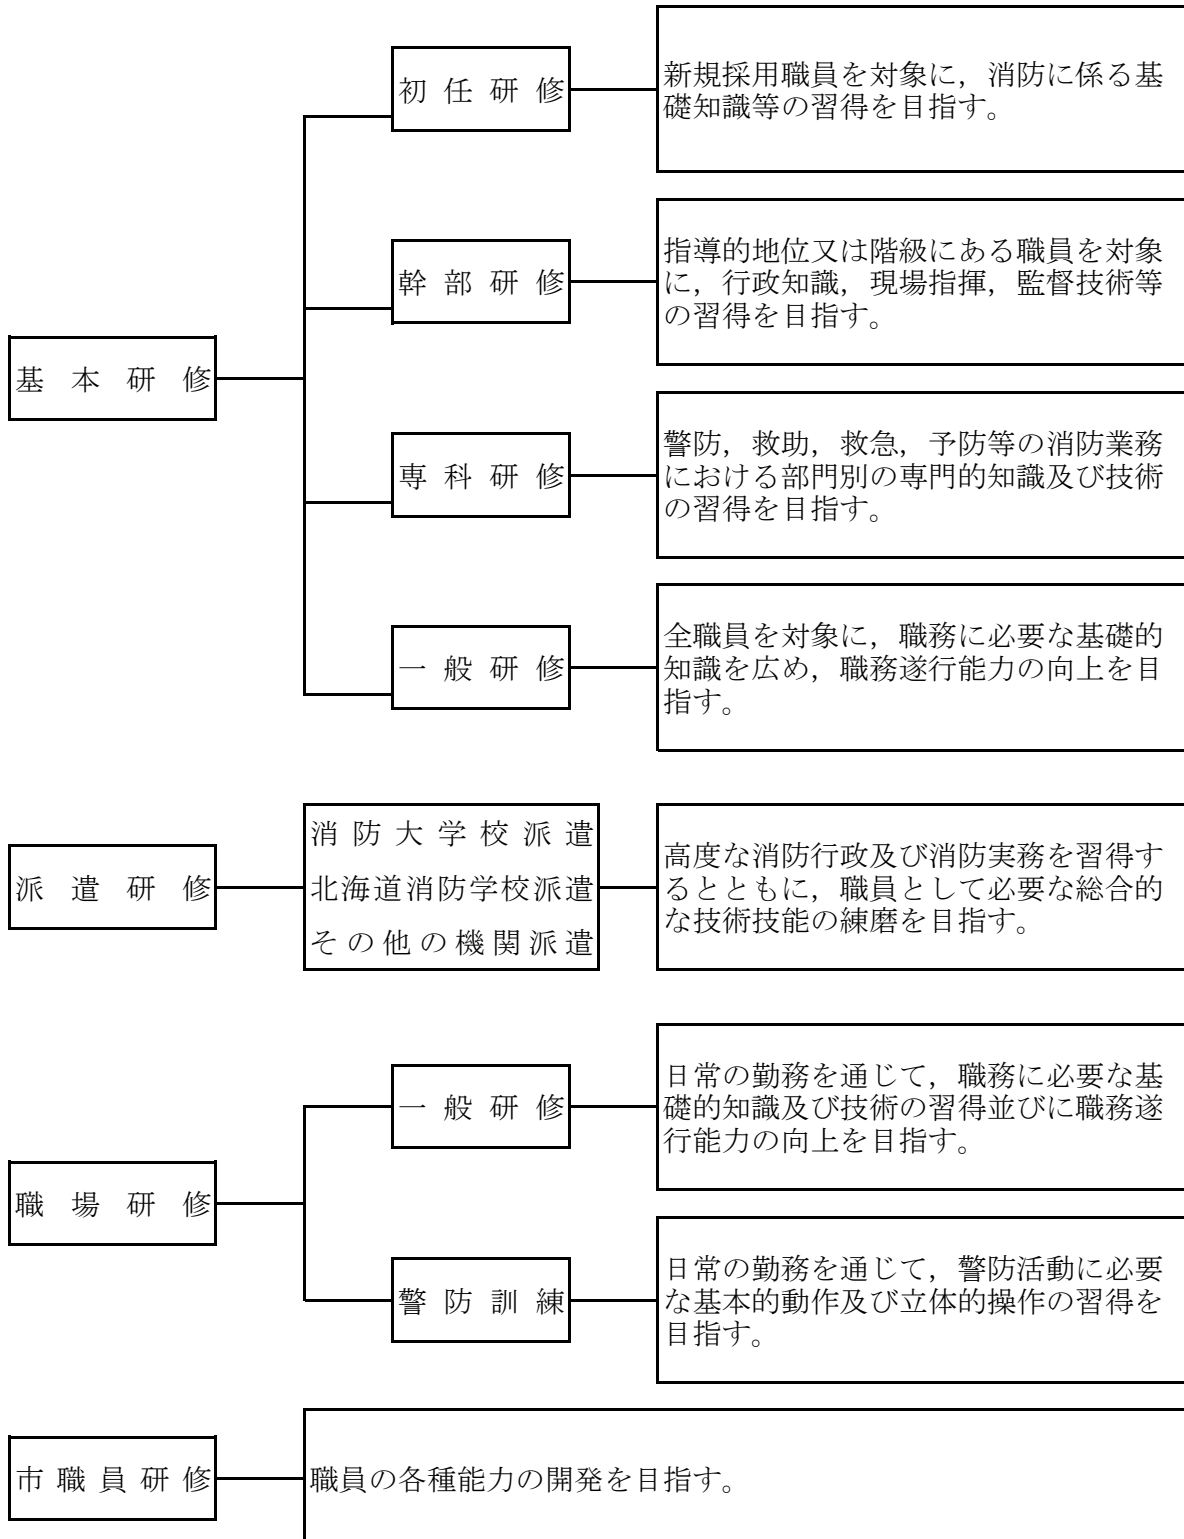 初任研修
新規採用職員を対象に，消防に係る基
礎知識等の習得を目指す。
幹部研修
指導的地位又は階級にある職員を対象
に，行政知識，現場指揮，監督技術等
の習得を目指す。
基本研修
専科研修
警防，救助，救急，予防等の消防業務
における部門別の専門的知識及び技術
の習得を目指す。
一般研修
全職員を対象に，職務に必要な基礎的
知識を広め，職務遂行能力の向上を目
指す。
派遣研修
消防大学校派遣
北海道消防学校派遣
その他の機関派遣
高度な消防行政及び消防実務を習得す
るとともに，職員として必要な総合的
な技術技能の練磨を目指す。
職場研修
一般研修
日常の勤務を通じて，職務に必要な基
礎的知識及び技術の習得並びに職務遂
行能力の向上を目指す。
警防訓練
日常の勤務を通じて，警防活動に必要
な基本的動作及び立体的操作の習得を
目指す。
市職員研修
職員の各種能力の開発を目指す。